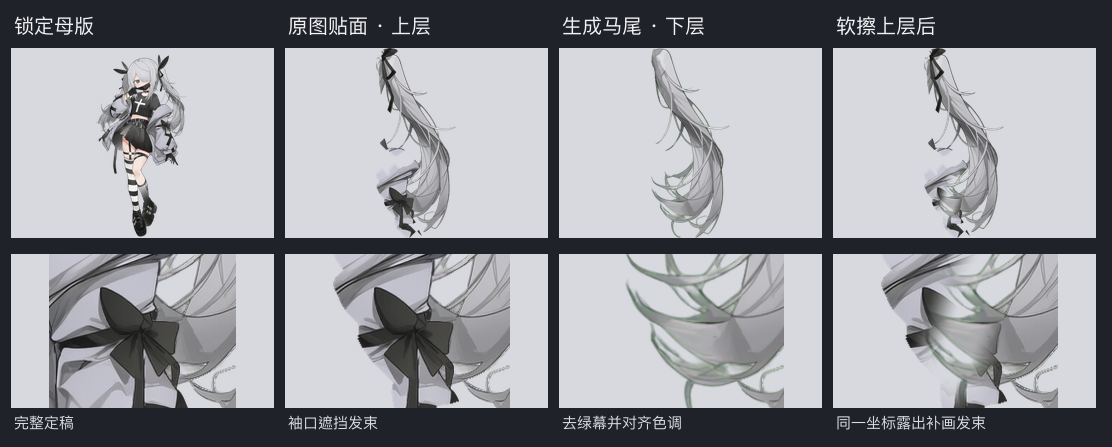 锁定母版
原图贴面 · 上层
生成马尾 · 下层
软擦上层后
完整定稿
袖口遮挡发束
去绿幕并对齐色调
同一坐标露出补画发束